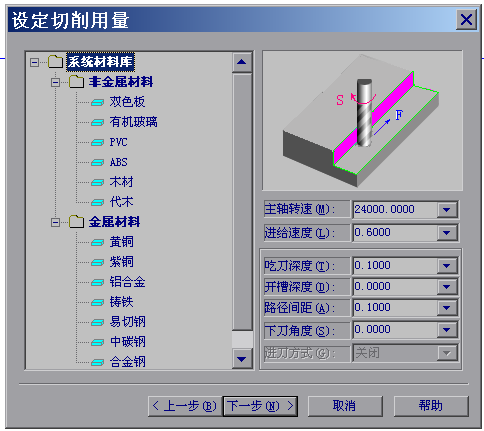 设定切削用量
系统材料库
非金属材料
双色板
有机玻璃
PVC
ABS
木材
代木
金属材料
黄铜
紫铜
铝合金
铸铁
易切钢
中碳钢
合金钢
S
F
主轴转速(M): 24000.0000
进给速度(L): 0.6000
吃刀深度(T): 0.1000
开槽深度(D): 0.0000
路径间距(A): 0.1000
下刀角度(S): 0.0000
进刀方式(G): 关闭
< 上一步(B) 下一步(N) > 取消 帮助